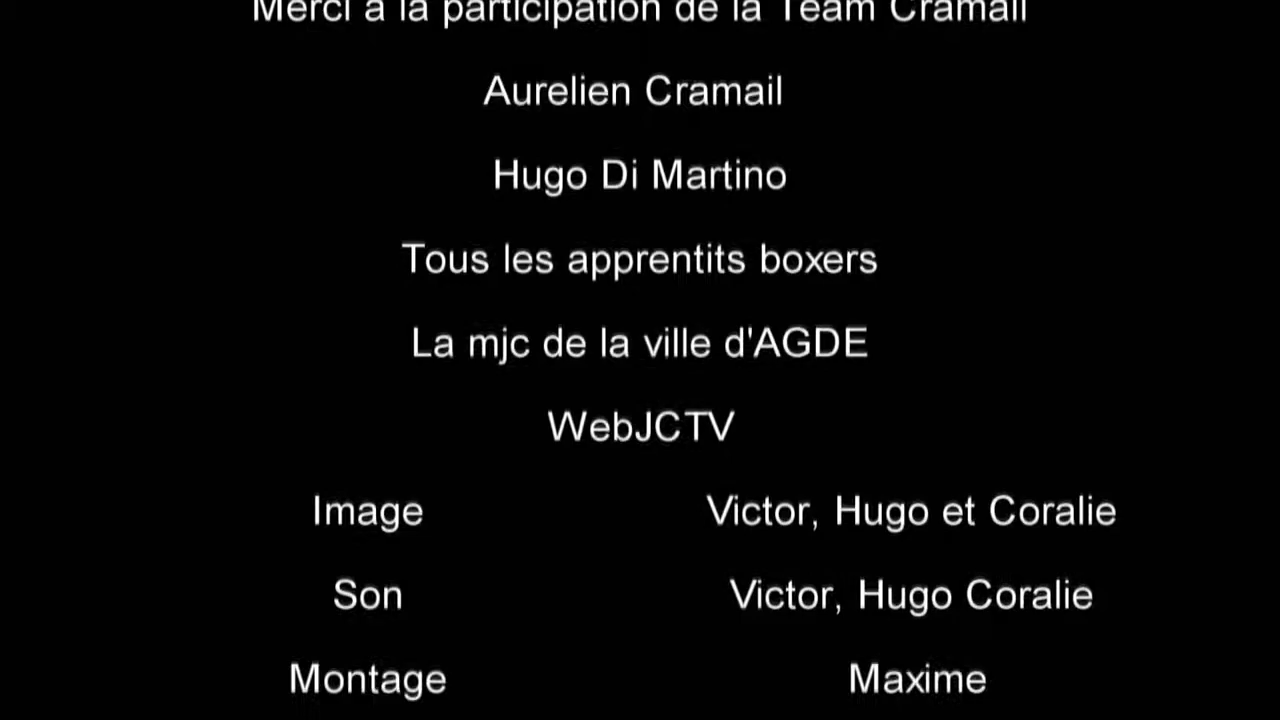 Merci à la participation de la Team Cramail
Aurelien Cramail
Hugo Di Martino
Tous les apprentits boxers
La mjc de la ville d'AGDE
WebJCTV
Image Victor, Hugo et Coralie
Son Victor, Hugo Coralie
Montage Maxime